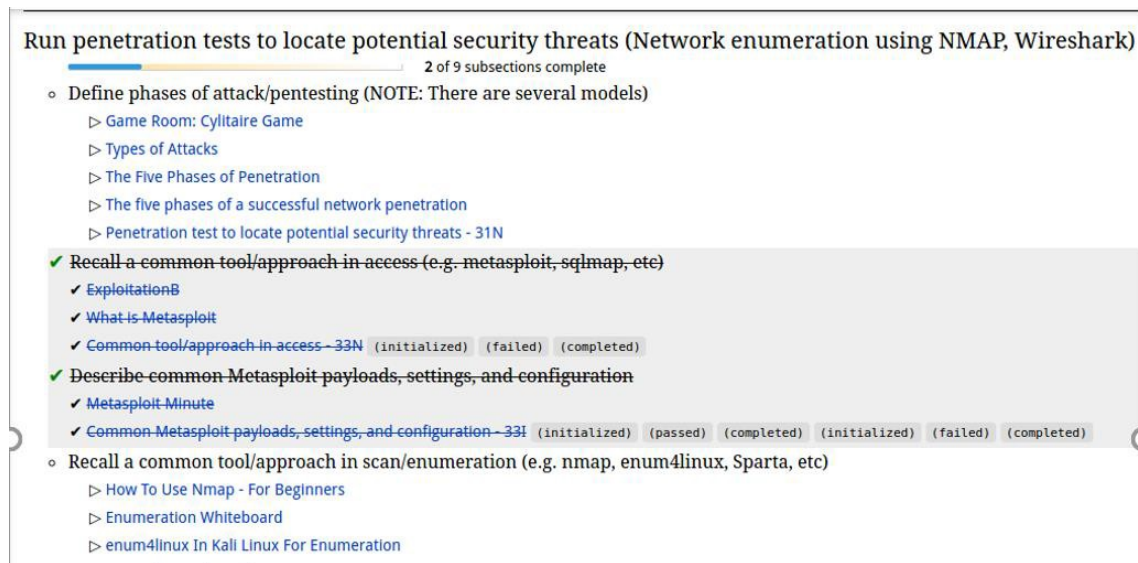 Run penetration tests to locate potential security threats (Network enumeration using NMAP, Wireshark)
2 of 9 subsections complete
Define phases of attack/pentesting (NOTE: There are several models)
Game Room: Cylitaire Game
Types of Attacks
The Five Phases of Penetration
The five phases of a successful network penetration
Penetration test to locate potential security threats - 31N
Recall a common tool/approach in access (e.g. metasploit, sqlmap, etc)
ExploitationB
What is Metasploit
Common tool/approach in access - 33N (initialized) (failed) (completed)
Describe common Metasploit payloads, settings, and configuration
Metasploit Minute
Common Metasploit payloads, settings, and configuration - 33I (initialized) (passed) (completed) (initialized) (failed) (completed)
Recall a common tool/approach in scan/enumeration (e.g. nmap, enum4linux, Sparta, etc)
How To Use Nmap - For Beginners
Enumeration Whiteboard
enum4linux In Kali Linux For Enumeration